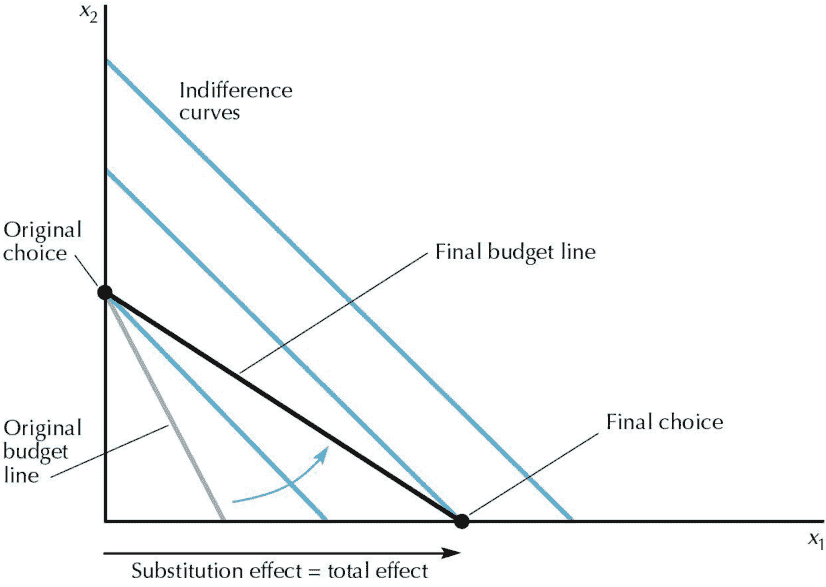 x2
Indifference
curves
Original
choice
Final budget line
Original
budget
line
Final choice
x1
Substitution effect = total effect